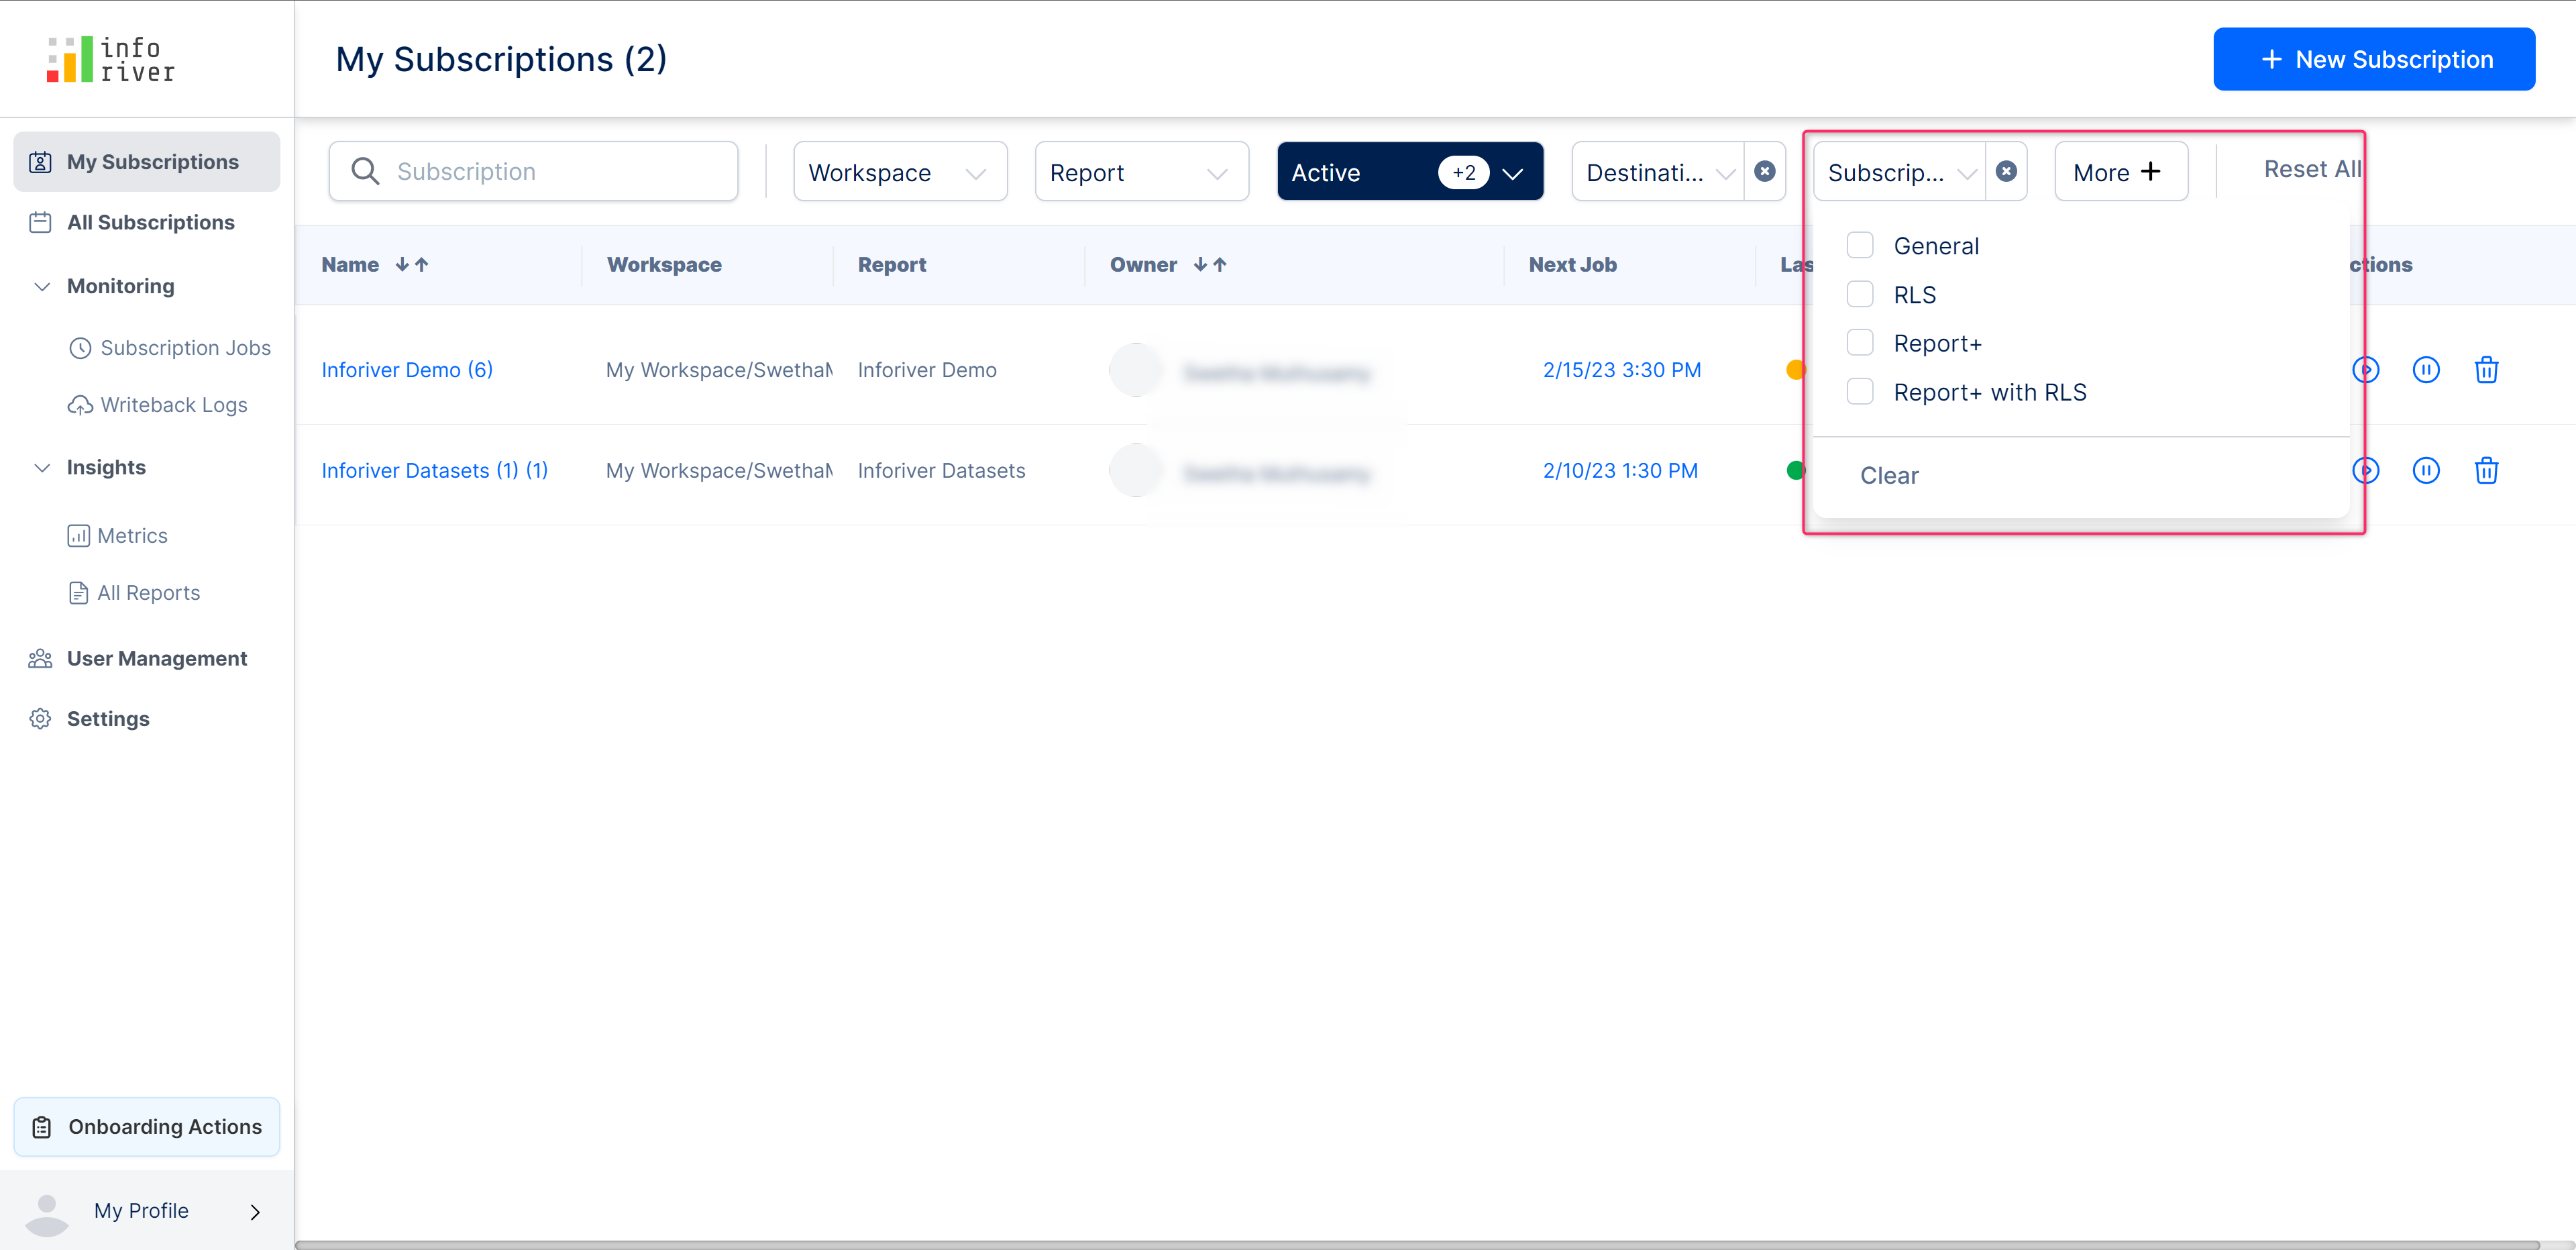 info
river
My Subscriptions (2)
+ New Subscription
My Subscriptions
All Subscriptions
Monitoring
Subscription Jobs
Writeback Logs
Insights
Metrics
All Reports
User Management
Settings
Onboarding Actions
My Profile
Subscription
Workspace
Report
Active +2
Destinati...
Subscrip...
More +
Reset All
Name
Workspace
Report
Owner
Next Job
Las
ctions
Inforiver Demo (6)
My Workspace/SwethaM
Inforiver Demo
2/15/23 3:30 PM
Inforiver Datasets (1) (1)
My Workspace/SwethaM
Inforiver Datasets
2/10/23 1:30 PM
General
RLS
Report+
Report+ with RLS
Clear